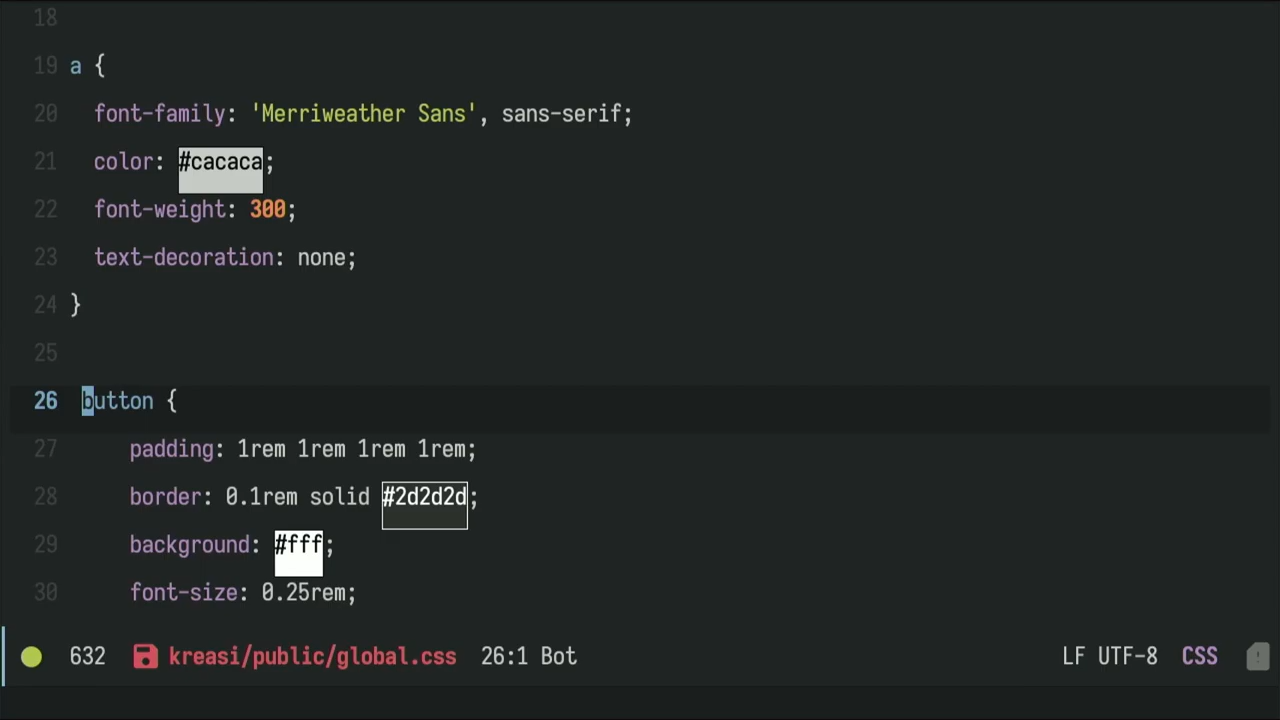 18
19 a {
20   font-family: 'Merriweather Sans', sans-serif;
21   color: #cacaca;
22   font-weight: 300;
23   text-decoration: none;
24 }
25
26  button {
27      padding: 1rem 1rem 1rem 1rem;
28      border: 0.1rem solid #2d2d2d;
29      background: #fff;
30      font-size: 0.25rem;
632 kreasi/public/global.css 26:1 Bot LF UTF-8 CSS